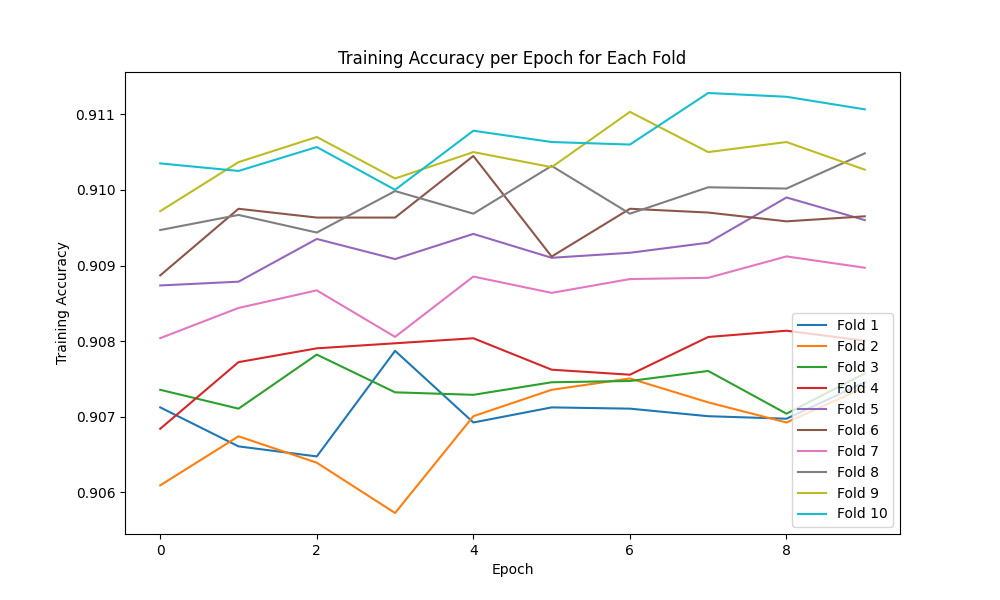 Training Accuracy per Epoch for Each Fold
Training Accuracy
0.911
0.910
0.909
0.908
0.907
0.906
0
2
4
6
8
Epoch
Fold 1
Fold 2
Fold 3
Fold 4
Fold 5
Fold 6
Fold 7
Fold 8
Fold 9
Fold 10